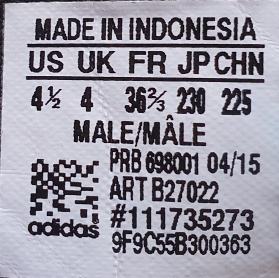 MADE IN INDONESIA
US UK FR JP CHN
4½ 4 36⅔ 230 225
MALE/MÂLE
PRB 698001 04/15
ART B27022
#111735273
adidas
9F9C55B300363